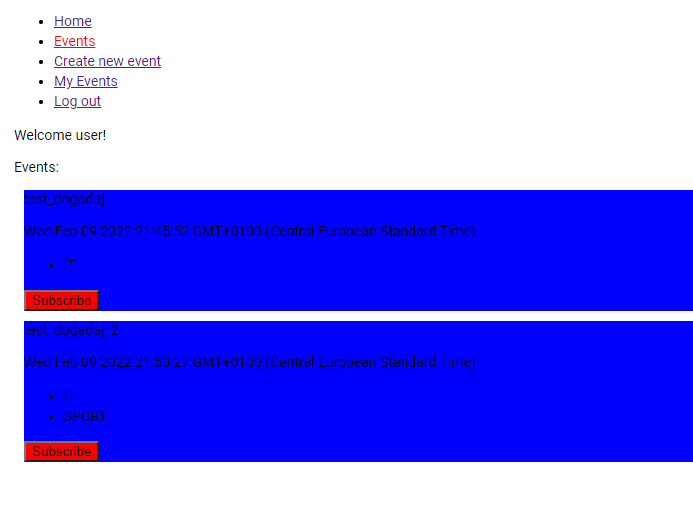 Home
Events
Create new event
My Events
Log out
Welcome user!
Events:
test_događaj
Wed Feb 09 2022 21:45:52 GMT+0100 (Central European Standard Time)
IT
Subscribe
test_događaj_2
Wed Feb 09 2022 21:50:27 GMT+0100 (Central European Standard Time)
IT
SPORT
Subscribe